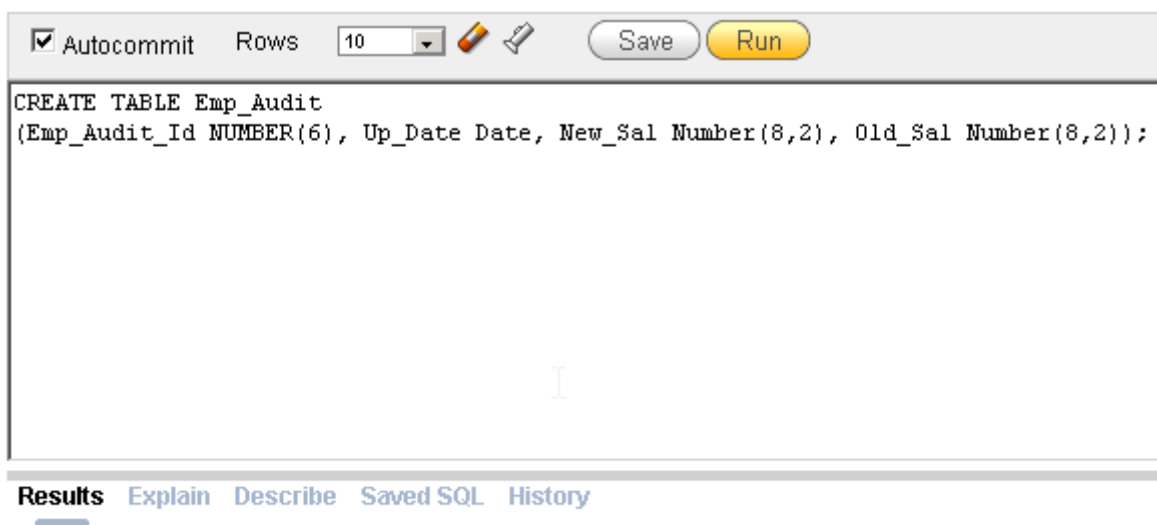 Autocommit Rows 10 Save Run
CREATE TABLE Emp_Audit
(Emp_Audit_Id NUMBER(6), Up_Date Date, New_Sal Number(8,2), Old_Sal Number(8,2));
Results Explain Describe Saved SQL History